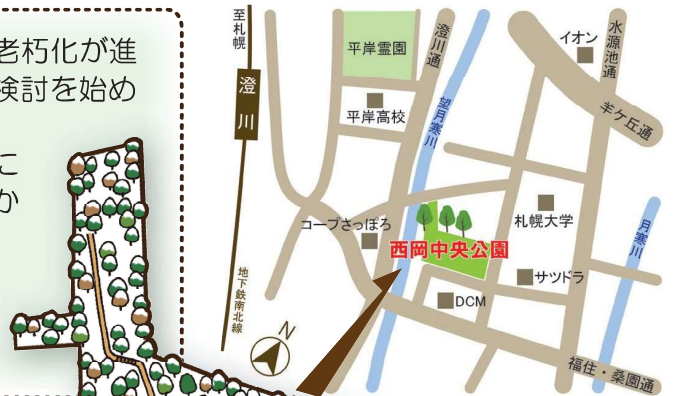 老朽化が進
検討を始め
に
か
至札幌
澄川
地下鉄南北線
N
平岸霊園
平岸高校
澄川通
望月寒川
イオン
水源池通
羊ケ丘通
コープさっぽろ
西岡中央公園
札幌大学
サツドラ
DCM
月寒川
福住・桑園通